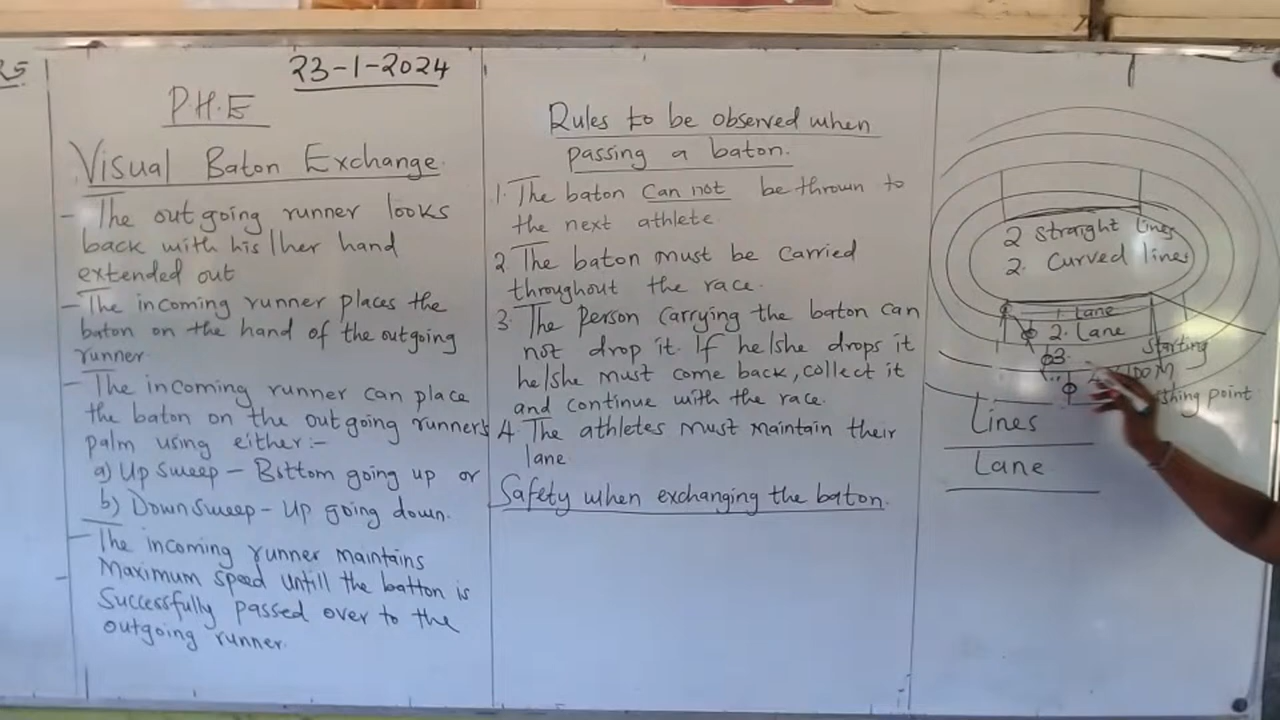 23-1-2024
P.H.E
Visual Baton Exchange.
- The out going runner looks
back with his/her hand
extended out
- The incoming runner places the
baton on the hand of the outgoing
runner.
- The incoming runner can place
the baton on the outgoing runners
palm using either:-
a) Up Sweep - Bottom going up or
b) Down Sweep - Up going down.
- The incoming runner maintains
Maximum speed untill the batton is
Successfully passed over to the
outgoing runner.
Rules to be observed when
passing a baton.
1. The baton can not be thrown to
the next athlete
2. The baton must be carried
throughout the race.
3. The person carrying the baton can
not drop it. If he/she drops it
he/she must come back, collect it
and continue with the race.
4. The athletes must maintain their
lane.
Safety when exchanging the baton.
2 straight lines
2. Curved lines
1 Lane
2. Lane
3.
Starting
point
Lines
Lane